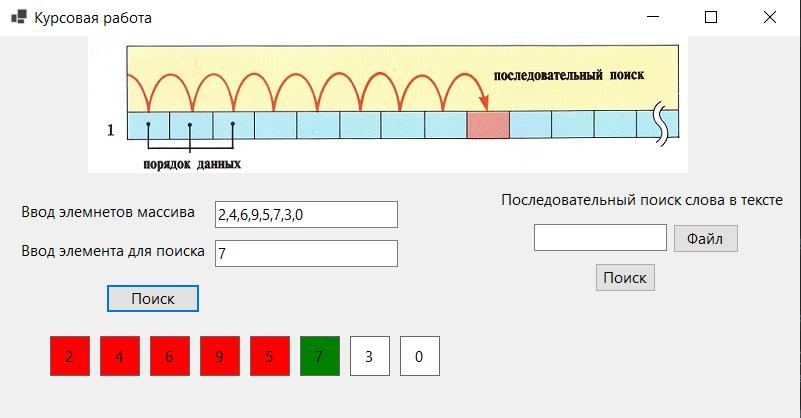 Курсовая работа
последовательный поиск
1
порядок данных
Последовательный поиск слова в тексте
Ввод элемнетов массива
2,4,6,9,5,7,3,0
Файл
Ввод элемента для поиска
7
Поиск
Поиск
2 4 6 9 5 7 3 0